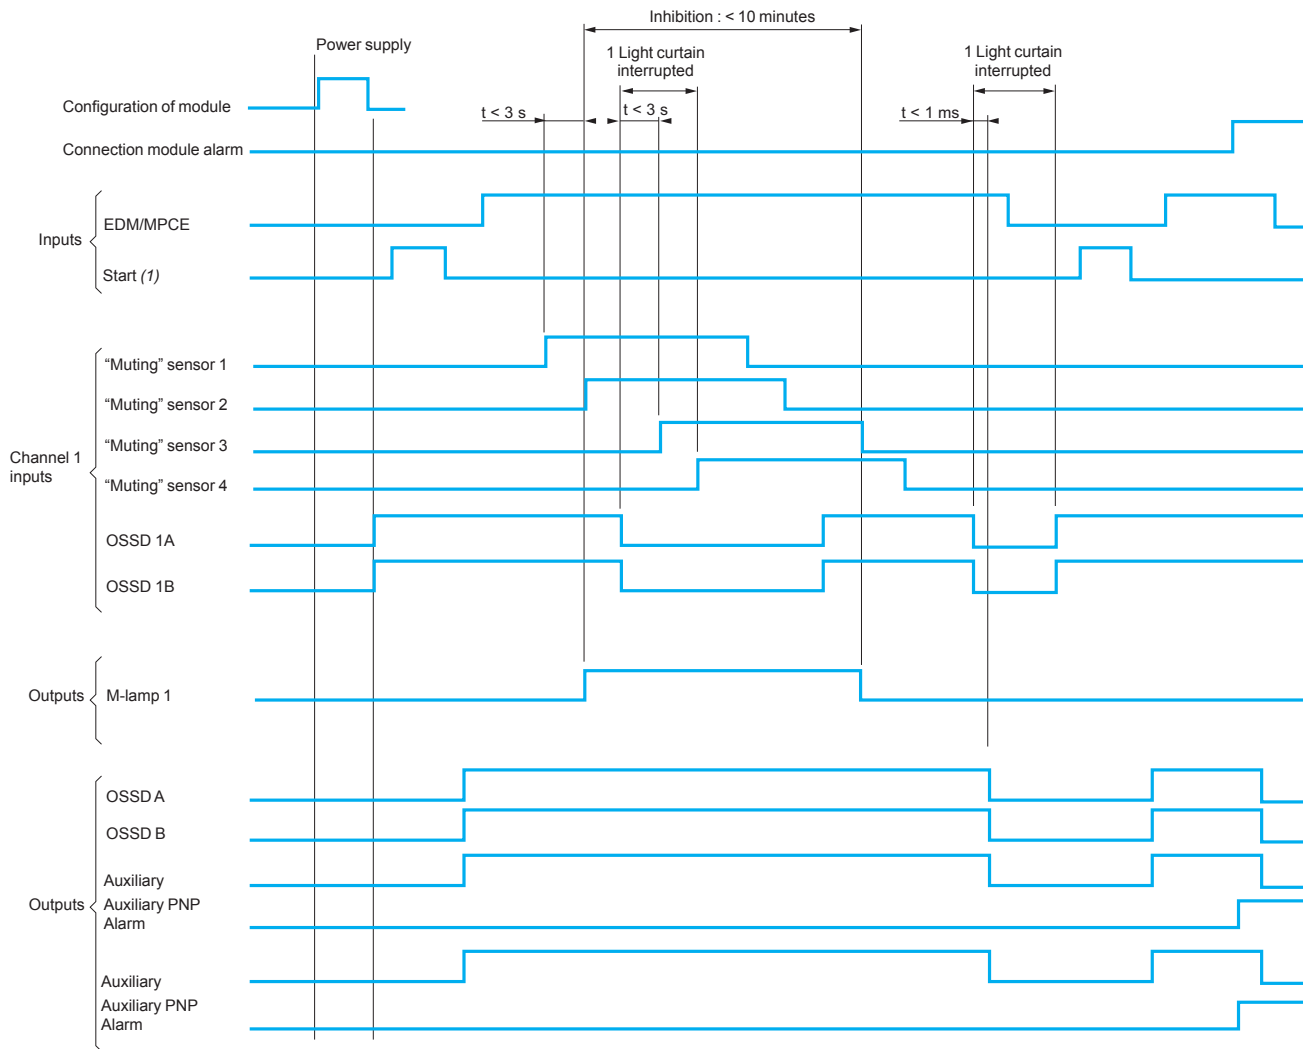 Inhibition : < 10 minutes
Power supply
1 Light curtain
interrupted
1 Light curtain
interrupted
Configuration of module
t < 3 s
t < 3 s
t < 1 ms
Connection module alarm
Inputs
EDM/MPCE
Start (1)
Channel 1
inputs
“Muting” sensor 1
“Muting” sensor 2
“Muting” sensor 3
“Muting” sensor 4
OSSD 1A
OSSD 1B
Outputs
M-lamp 1
Outputs
OSSD A
OSSD B
Auxiliary
Auxiliary PNP
Alarm
Auxiliary
Auxiliary PNP
Alarm